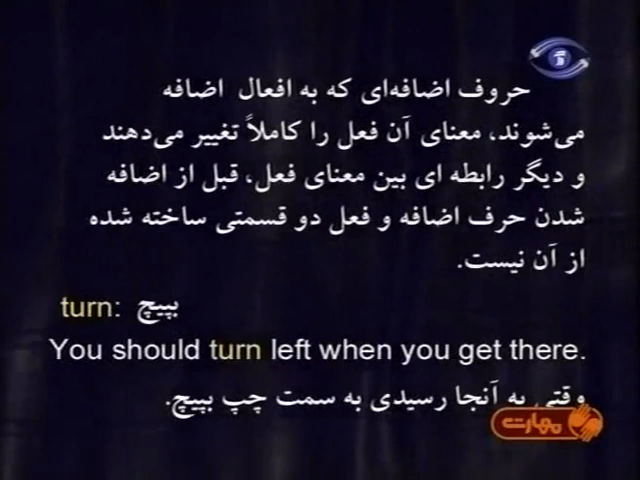 حروف اضافه‌ای که به افعال اضافه
می‌شوند، معنای آن فعل را کاملاً تغییر می‌دهند
و دیگر رابطه ای بین معنای فعل، قبل از اضافه
شدن حرف اضافه و فعل دو قسمتی ساخته شده
از آن نیست.
turn: بپیچ
You should turn left when you get there.
وقتی به آنجا رسیدی به سمت چپ بپیچ.
مهارت